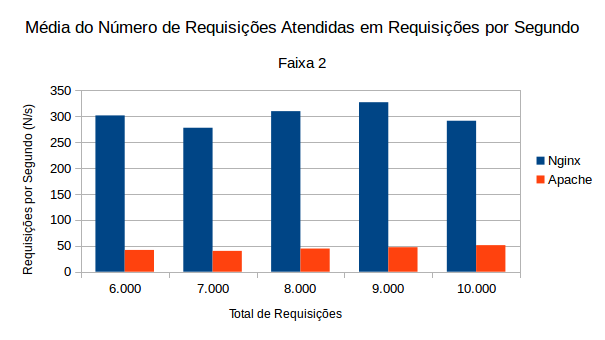 Média do Número de Requisições Atendidas em Requisições por Segundo
Faixa 2
Requisições por Segundo (N/s)
350
300
250
200
150
100
50
0
6.000 7.000 8.000 9.000 10.000
Total de Requisições
Nginx
Apache